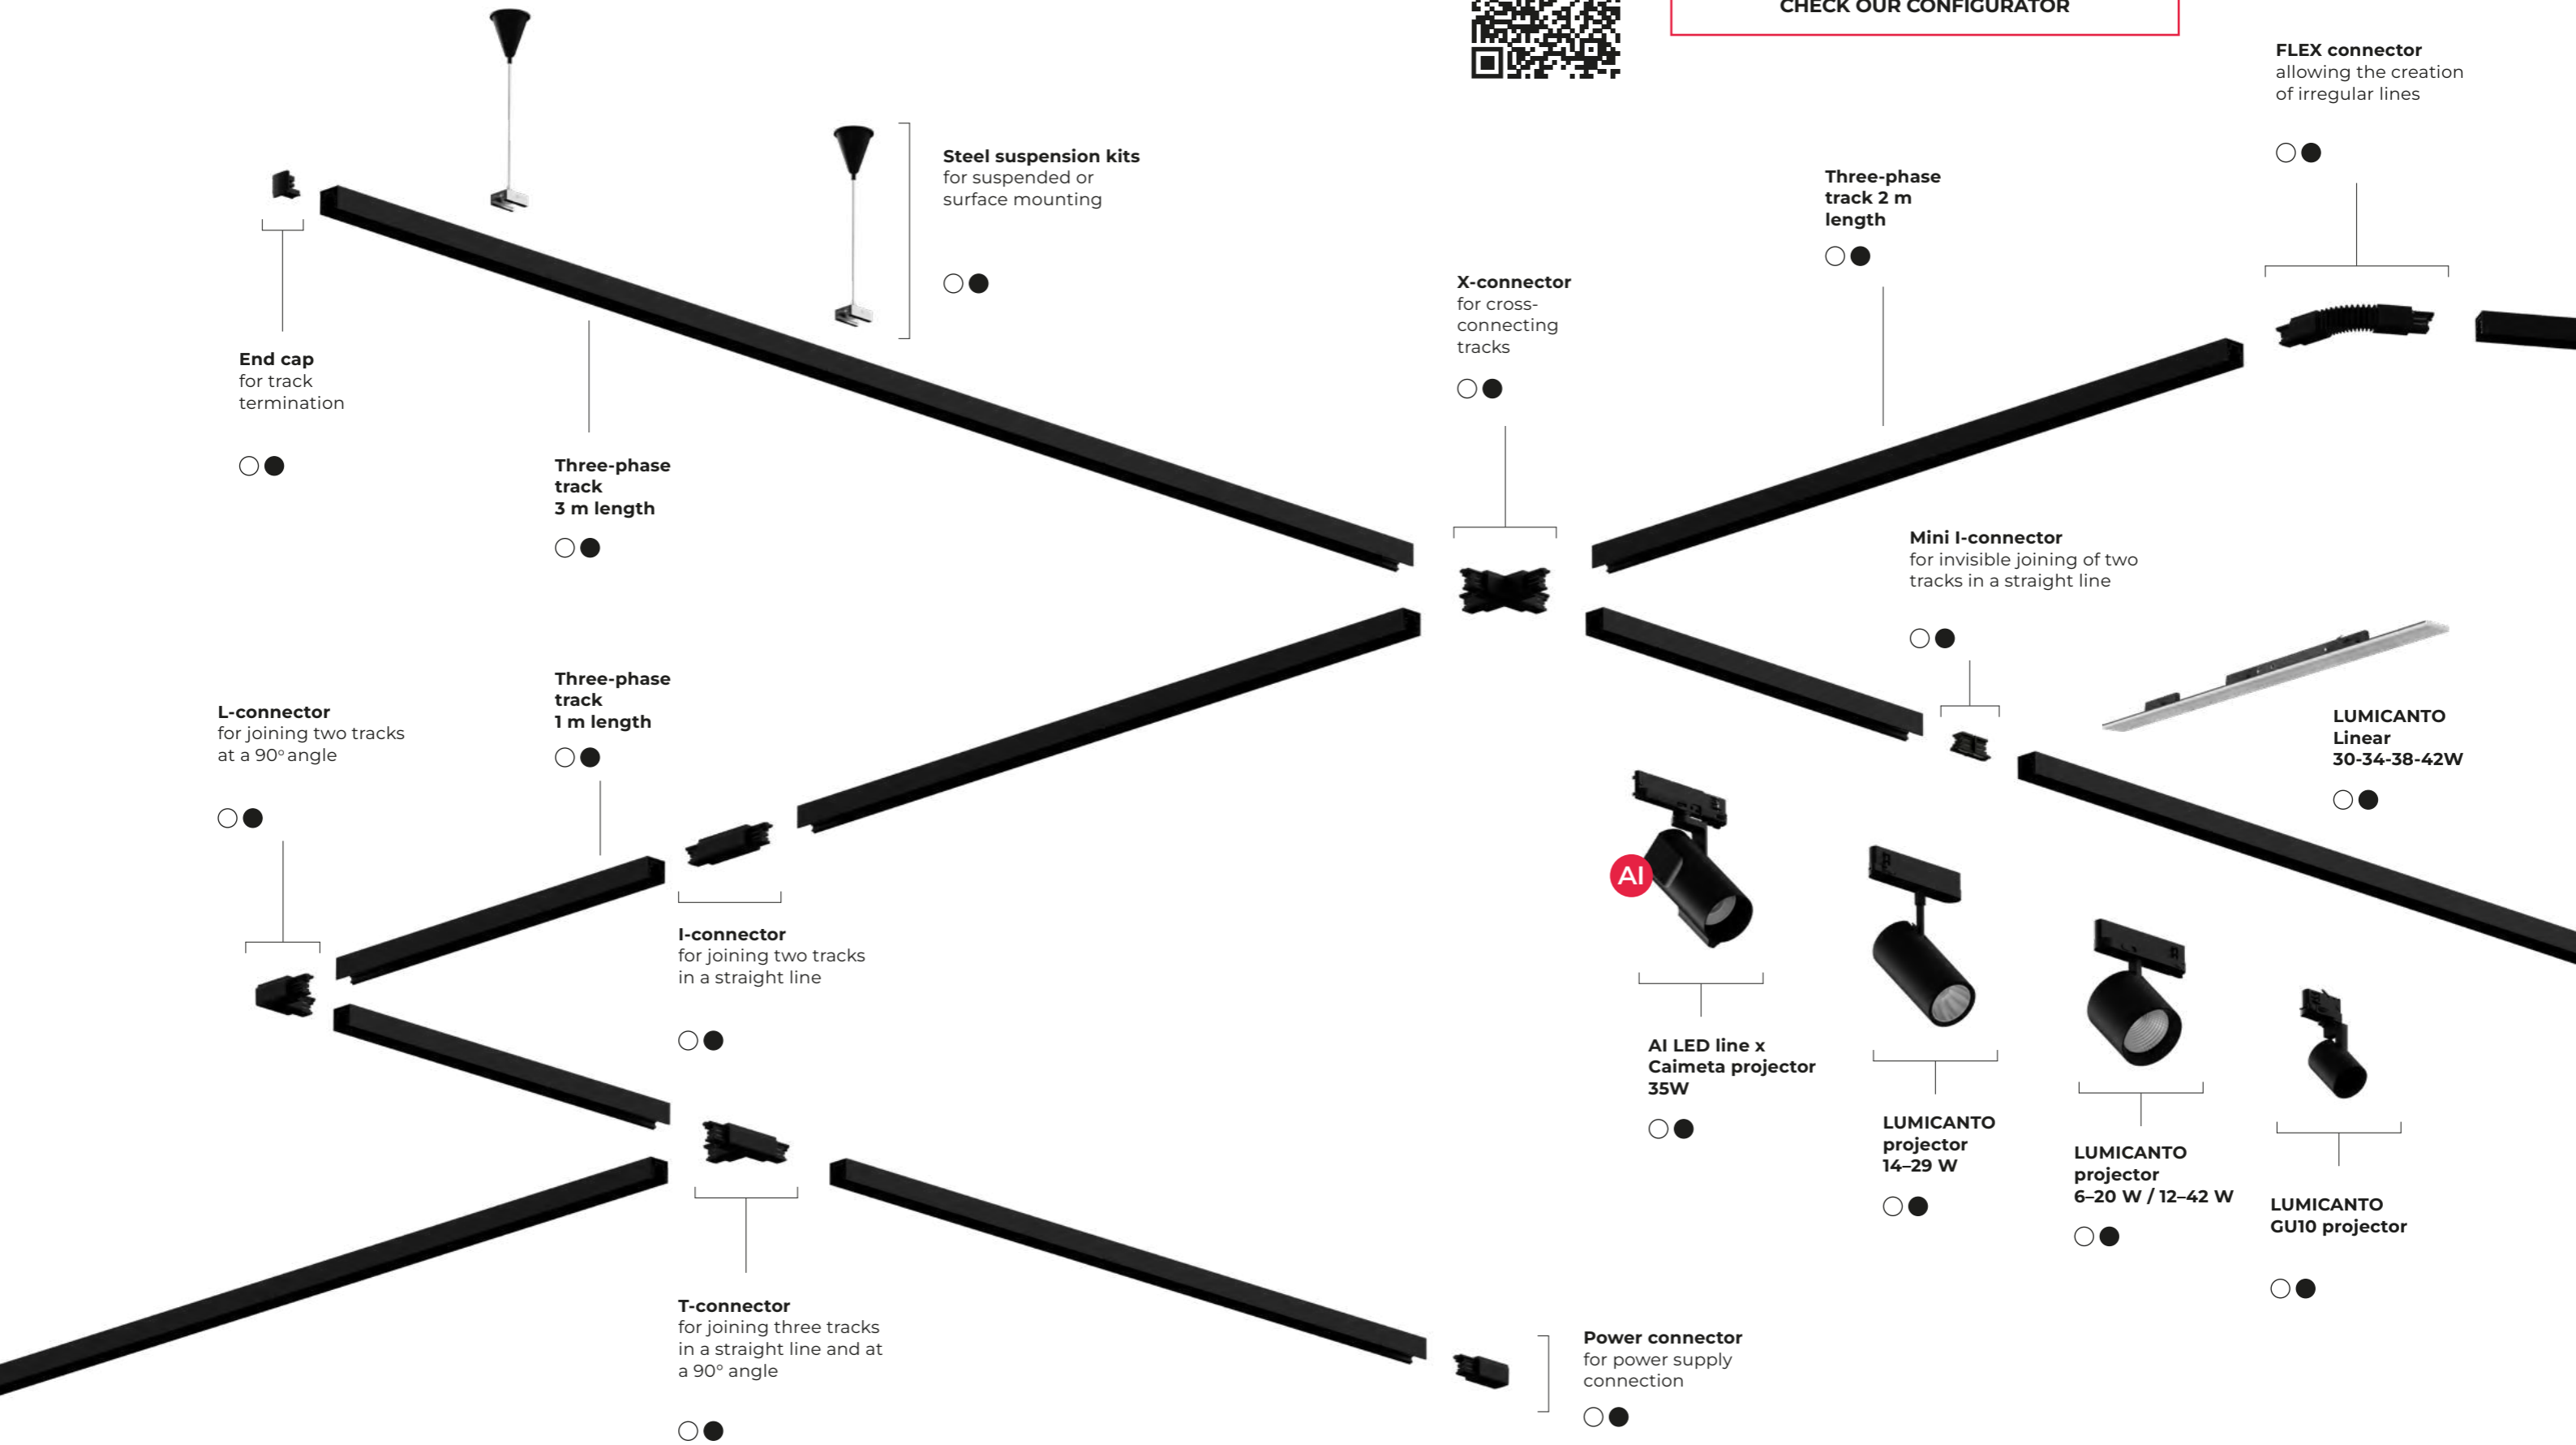 CHECK OUR CONFIGURATOR
FLEX connector
allowing the creation
of irregular lines
Steel suspension kits
for suspended or
surface mounting
Three-phase
track 2 m
length
X-connector
for cross-
connecting
tracks
End cap
for track
termination
Three-phase
track
3 m length
Mini I-connector
for invisible joining of two
tracks in a straight line
L-connector
for joining two tracks
at a 90° angle
Three-phase
track
1 m length
LUMICANTO
Linear
30-34-38-42W
AI
I-connector
for joining two tracks
in a straight line
AI LED line x
Caimeta projector
35W
LUMICANTO
projector
14–29 W
LUMICANTO
projector
6–20 W / 12–42 W
LUMICANTO
GU10 projector
T-connector
for joining three tracks
in a straight line and at
a 90° angle
Power connector
for power supply
connection